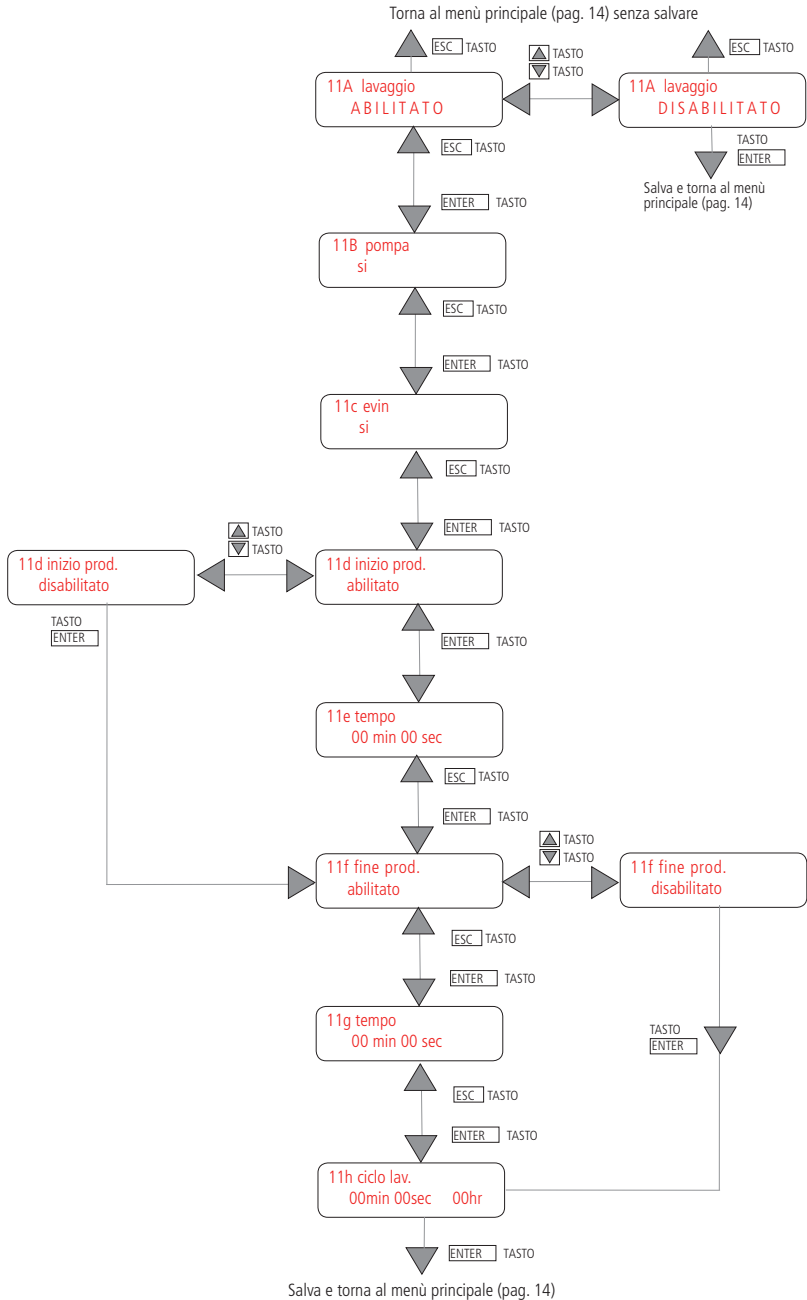 Torna al menù principale (pag. 14) senza salvare
ESC TASTO
TASTO
TASTO
ESC TASTO
11A lavaggio
ABILITATO
11A lavaggio
DISABILITATO
ESC TASTO
TASTO
ENTER
Salva e torna al menù
principale (pag. 14)
ENTER TASTO
11B pompa
si
ESC TASTO
ENTER TASTO
11c evin
si
ESC TASTO
ENTER TASTO
TASTO
TASTO
11d inizio prod.
disabilitato
11d inizio prod.
abilitato
TASTO
ENTER
ENTER TASTO
11e tempo
00 min 00 sec
ESC TASTO
ENTER TASTO
TASTO
TASTO
11f fine prod.
abilitato
11f fine prod.
disabilitato
ESC TASTO
ENTER TASTO
11g tempo
00 min 00 sec
TASTO
ENTER
ESC TASTO
ENTER TASTO
11h ciclo lav.
00min 00sec 00hr
ENTER TASTO
Salva e torna al menù principale (pag. 14)